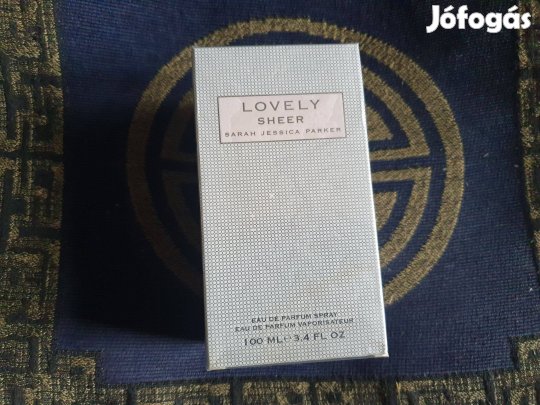 Jófogás
LOVELY
SHEER
SARAH JESSICA PARKER
EAU DE PARFUM SPRAY
EAU DE PARFUM VAPORISATEUR
100 ML℮3.4 FL OZ